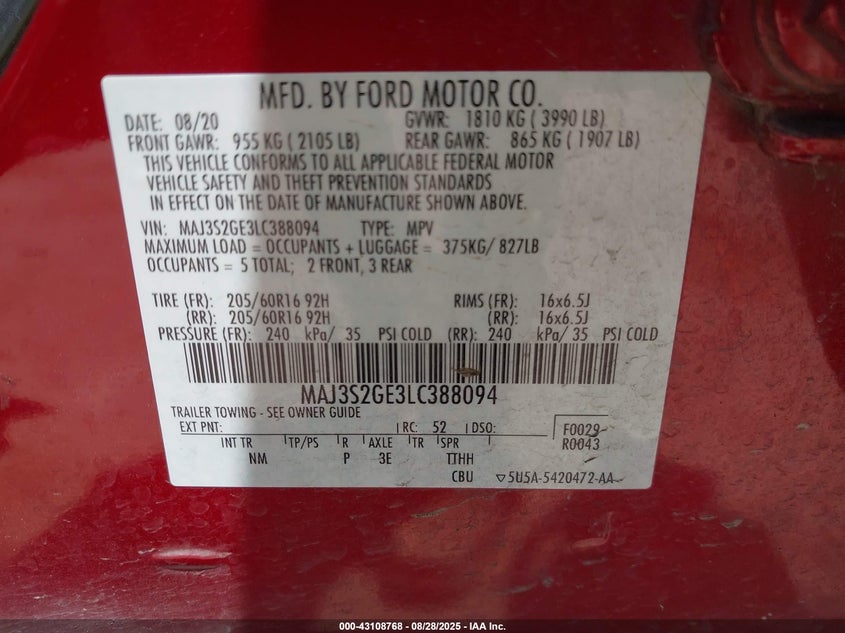 MFD. BY FORD MOTOR CO.
DATE: 08/20 GVWR: 1810 KG ( 3990 LB)
FRONT GAWR: 955 KG ( 2105 LB) REAR GAWR: 865 KG ( 1907 LB)
THIS VEHICLE CONFORMS TO ALL APPLICABLE FEDERAL MOTOR
VEHICLE SAFETY AND THEFT PREVENTION STANDARDS
IN EFFECT ON THE DATE OF MANUFACTURE SHOWN ABOVE.
VIN: MAJ3S2GE3LC388094 TYPE: MPV
MAXIMUM LOAD = OCCUPANTS + LUGGAGE = 375KG/ 827LB
OCCUPANTS = 5 TOTAL; 2 FRONT, 3 REAR
TIRE (FR): 205/60R16 92H RIMS (FR): 16x6.5J
(RR): 205/60R16 92H (RR): 16x6.5J
PRESSURE (FR): 240 kPa/ 35 PSI COLD (RR): 240 kPa/ 35 PSI COLD
MAJ3S2GE3LC388094
TRAILER TOWING - SEE OWNER GUIDE
EXT PNT: RC: 52 DSO: F0029
INT TR TP/PS R AXLE TR SPR R0043
NM P 3E TTHH
CBU ▽5U5A-5420472-AA
000-43108768 - 08/28/2025 - IAA Inc.